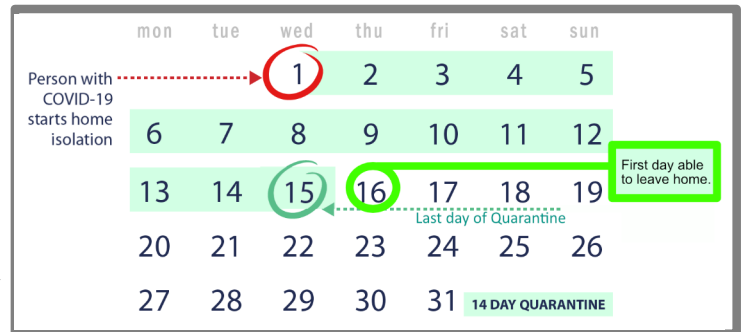 mon tue wed thu fri sat sun
Person with
COVID-19
starts home
isolation
1 2 3 4 5
6 7 8 9 10 11 12
First day able
to leave home.
13 14 15 16 17 18 19
Last day of Quarantine
20 21 22 23 24 25 26
27 28 29 30 31 14 DAY QUARANTINE